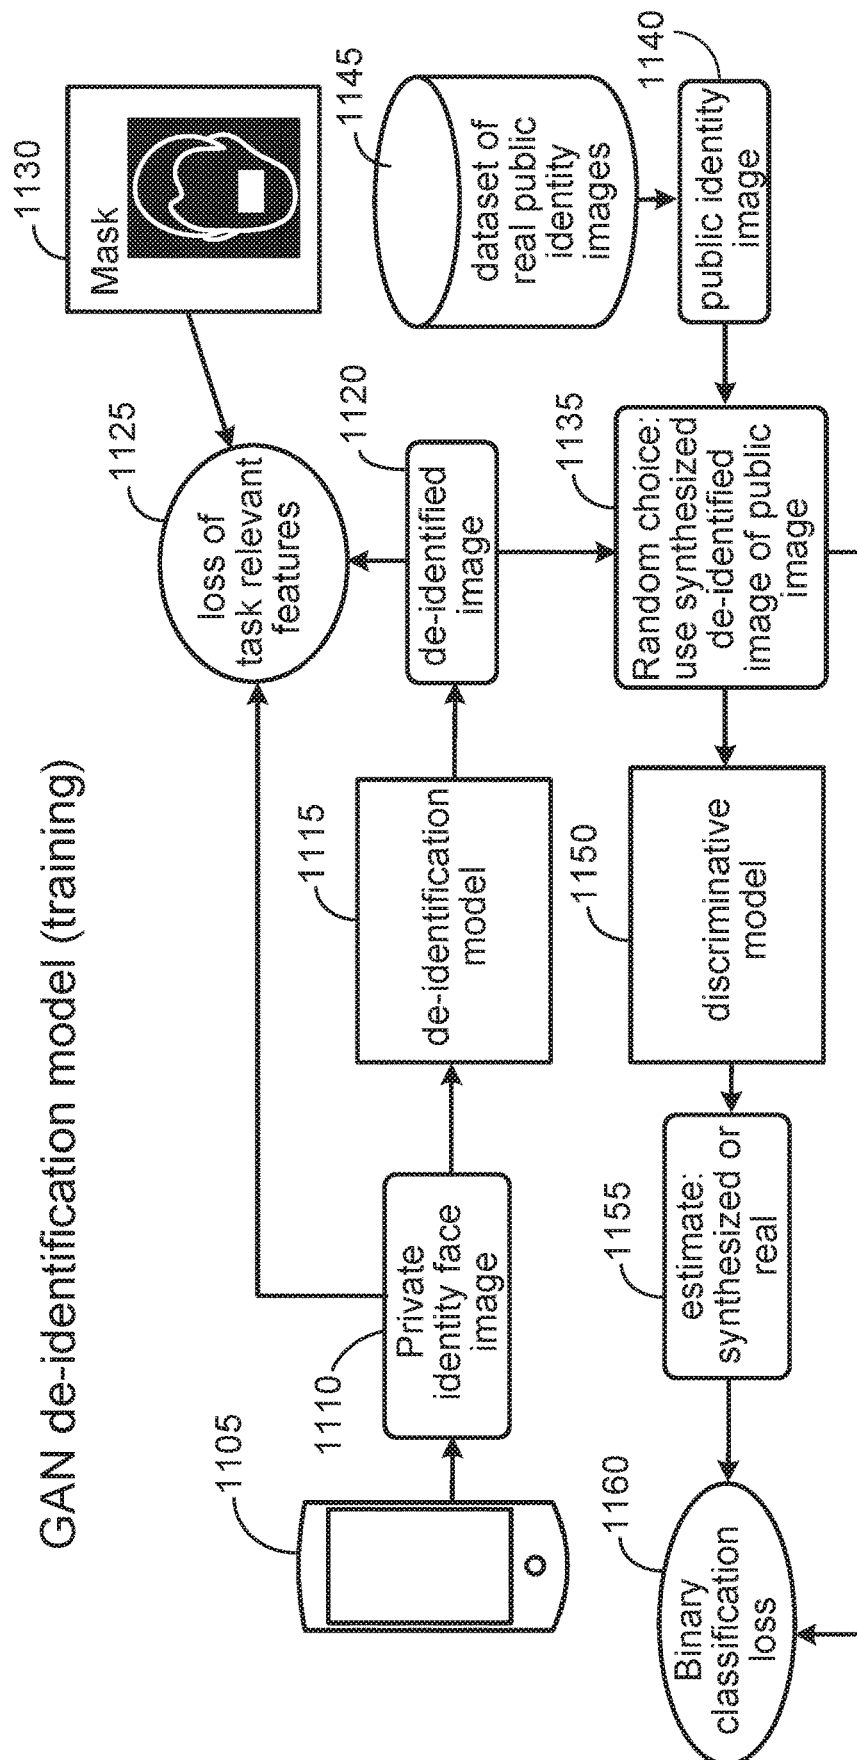 GAN de-identification model (training)
1105
1110
Private
identity face
image
1115
de-identification
model
1120
de-identified
image
1125
loss of
task relevant
features
1130
Mask
1135
Random choice:
use synthesized
de-identified
image of public
image
1140
public identity
image
1145
dataset of
real public
identity
images
1150
discriminative
model
1155
estimate:
synthesized or
real
1160
Binary
classification
loss